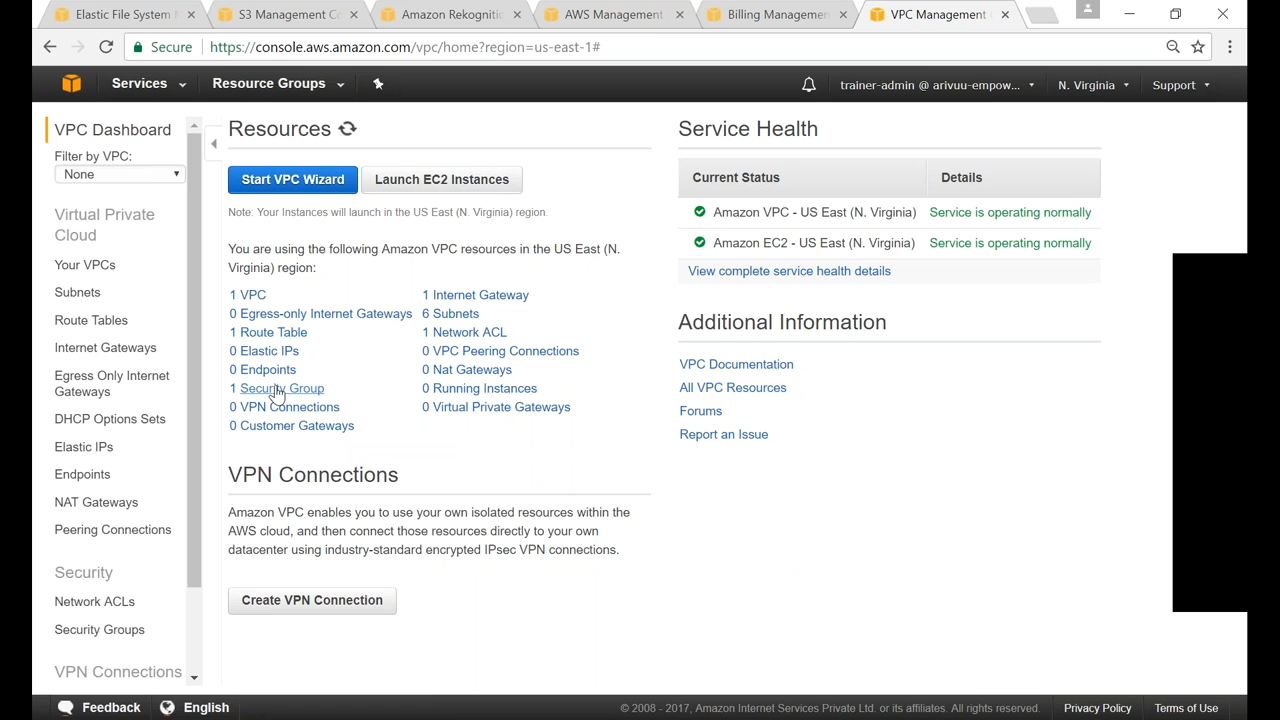 Elastic File System M
S3 Management Co
Amazon Rekognitio
AWS Management
Billing Managemen
VPC Management
Secure
https://console.aws.amazon.com/vpc/home?region=us-east-1#
Services
Resource Groups
trainer-admin @ arivuu-empow...
N. Virginia
Support
VPC Dashboard
Filter by VPC:
None
Virtual Private
Cloud
Your VPCs
Subnets
Route Tables
Internet Gateways
Egress Only Internet
Gateways
DHCP Options Sets
Elastic IPs
Endpoints
NAT Gateways
Peering Connections
Security
Network ACLs
Security Groups
VPN Connections
Resources
Start VPC Wizard
Launch EC2 Instances
Note: Your Instances will launch in the US East (N. Virginia) region.
You are using the following Amazon VPC resources in the US East (N.
Virginia) region:
1 VPC
0 Egress-only Internet Gateways
1 Route Table
0 Elastic IPs
0 Endpoints
1 Security Group
0 VPN Connections
0 Customer Gateways
1 Internet Gateway
6 Subnets
1 Network ACL
0 VPC Peering Connections
0 Nat Gateways
0 Running Instances
0 Virtual Private Gateways
VPN Connections
Amazon VPC enables you to use your own isolated resources within the
AWS cloud, and then connect those resources directly to your own
datacenter using industry-standard encrypted IPsec VPN connections.
Create VPN Connection
Service Health
Current Status
Details
Amazon VPC - US East (N. Virginia)
Service is operating normally
Amazon EC2 - US East (N. Virginia)
Service is operating normally
View complete service health details
Additional Information
VPC Documentation
All VPC Resources
Forums
Report an Issue
Feedback
English
© 2008 - 2017, Amazon Internet Services Private Ltd. or its affiliates. All rights reserved.
Privacy Policy
Terms of Use